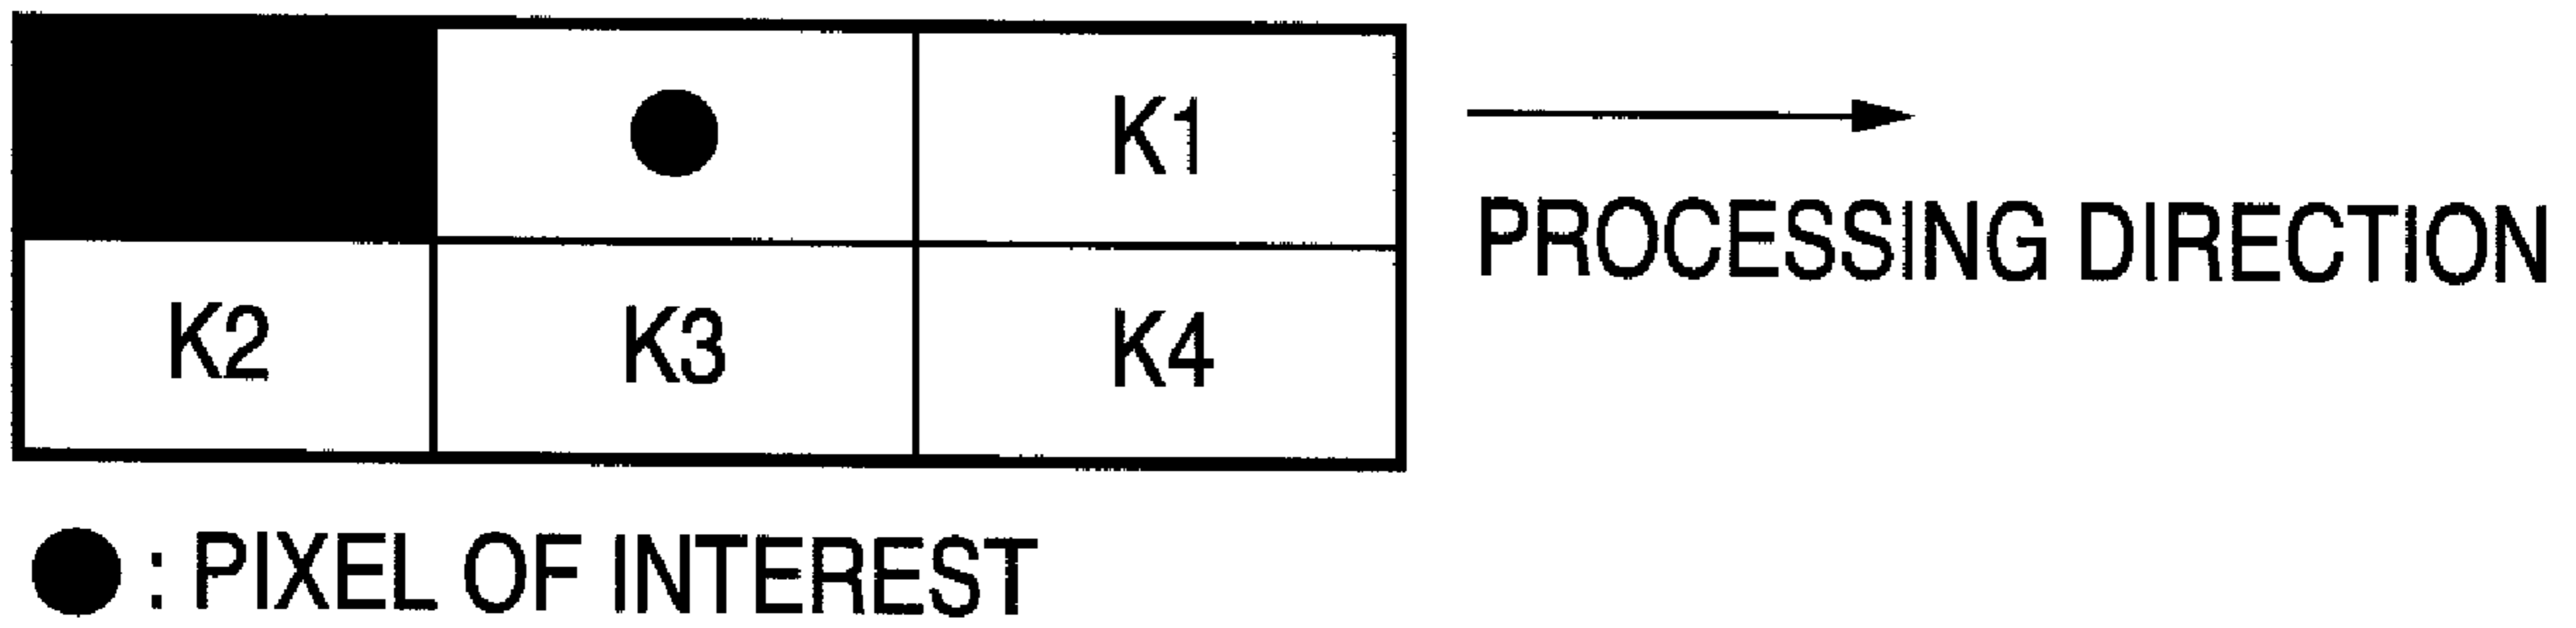 K1
PROCESSING DIRECTION
K2 K3 K4
: PIXEL OF INTEREST